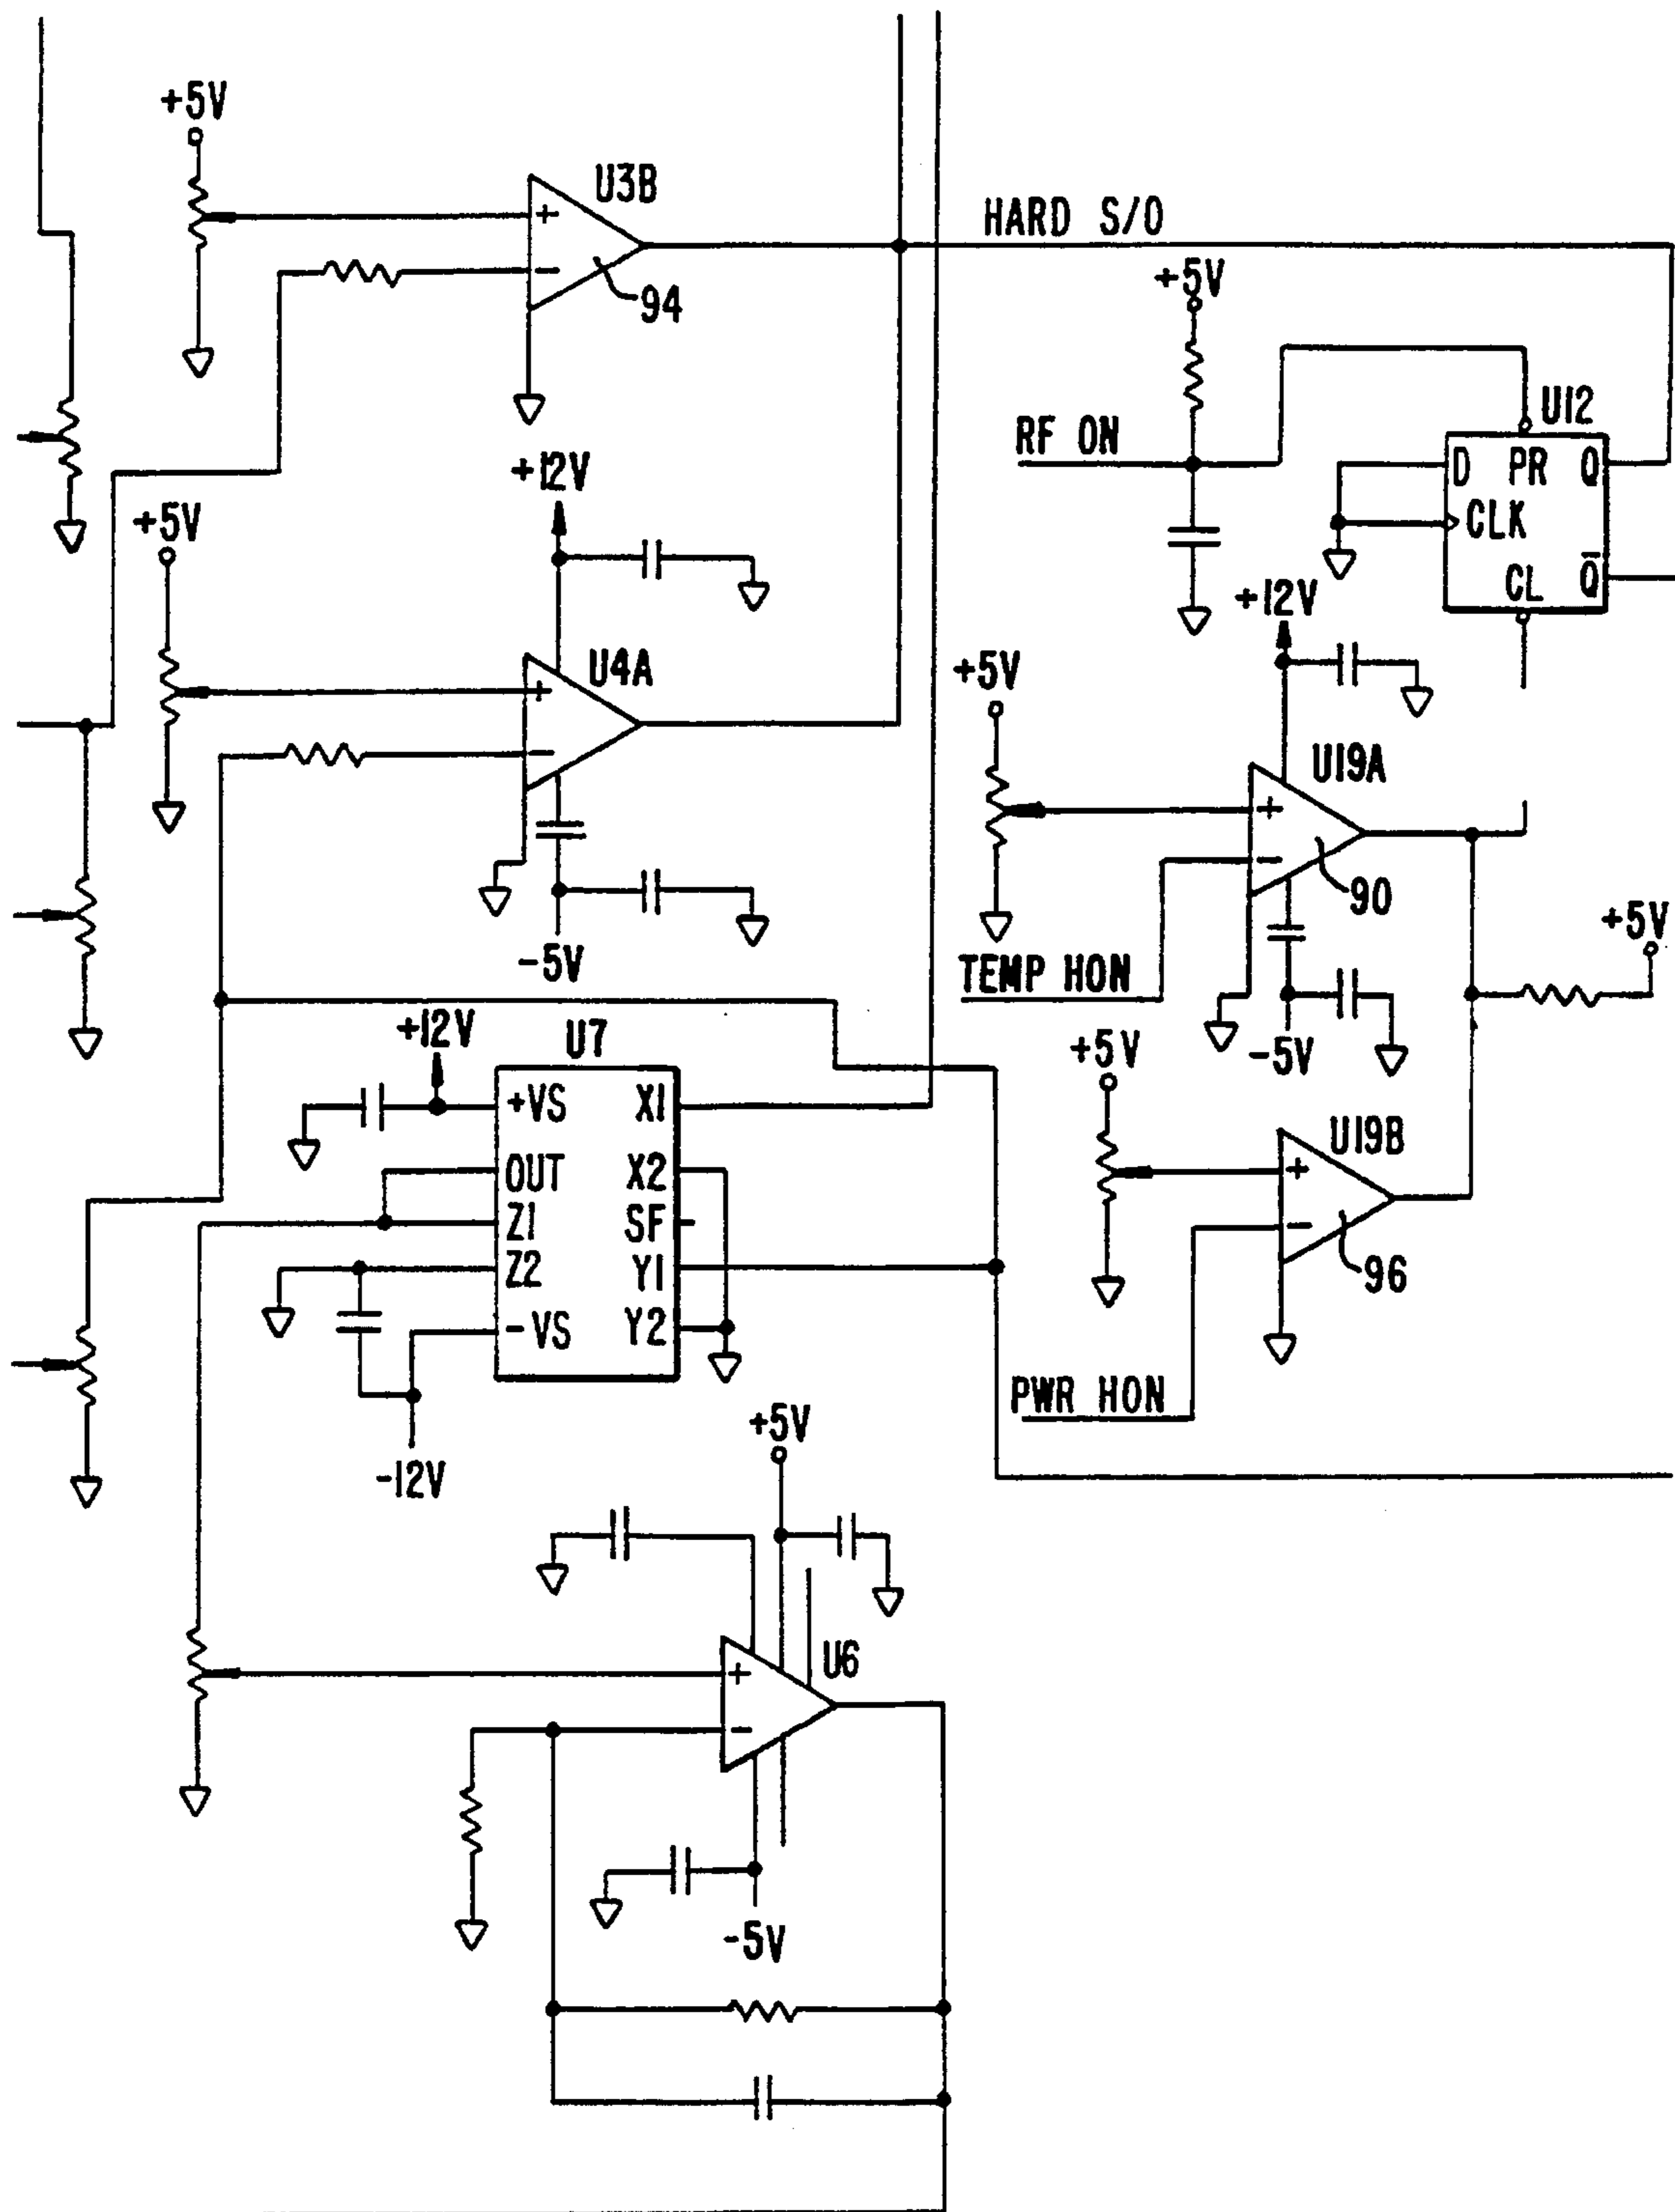 +5V
U3B
+
-
94
HARD S/O
+5V
RF ON
U12
D PR Q
CLK
CL Q̅
+12V
+5V
U4A
+
-
-5V
+12V
+5V
U19A
+
-
90
TEMP HON
-5V
+5V
+12V
U7
+VS X1
OUT X2
Z1 SF
Z2 Y1
-VS Y2
-12V
+5V
U19B
+
-
96
PWR HON
+5V
U6
+
-
-5V